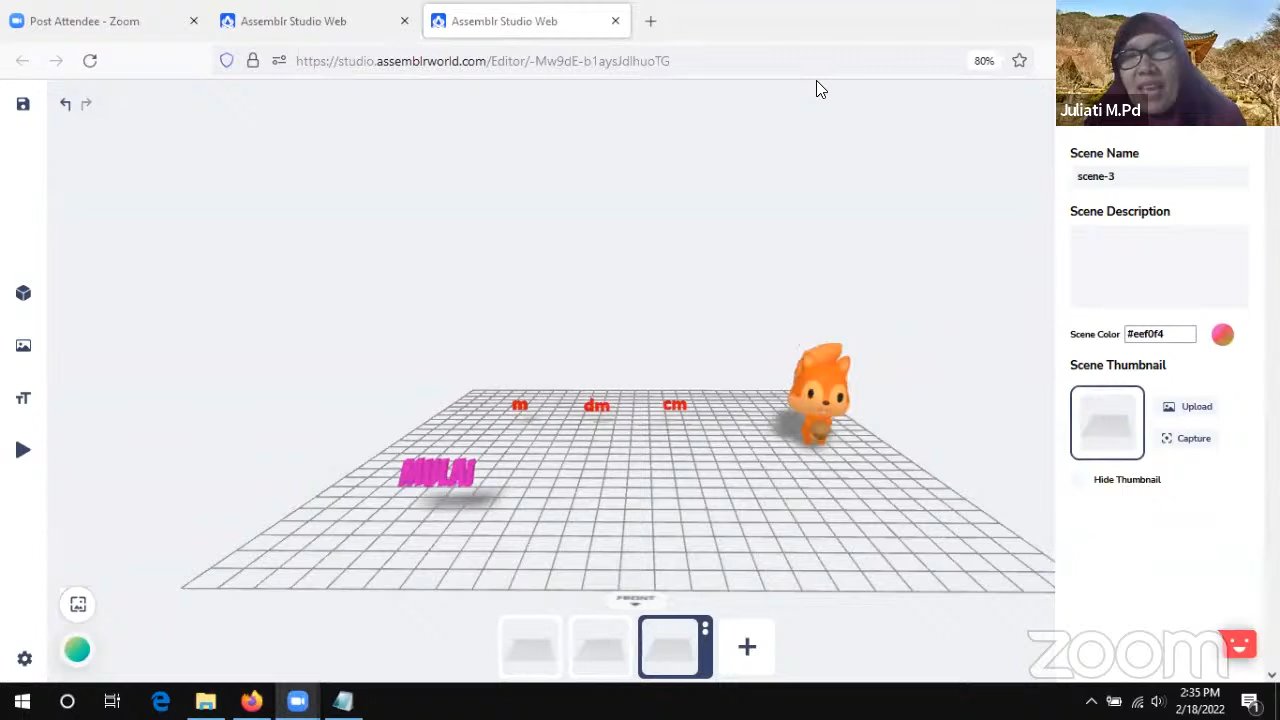 Post Attendee - Zoom
Assemblr Studio Web
Assemblr Studio Web
https://studio.assemblrworld.com/Editor/-Mw9dE-b1aysJdlhuoTG
80%
Juliati M.Pd
Scene Name
scene-3
Scene Description
Scene Color #eef0f4
Scene Thumbnail
Upload
Capture
Hide Thumbnail
m dm cm
FRONT
zoom
2:35 PM
2/18/2022